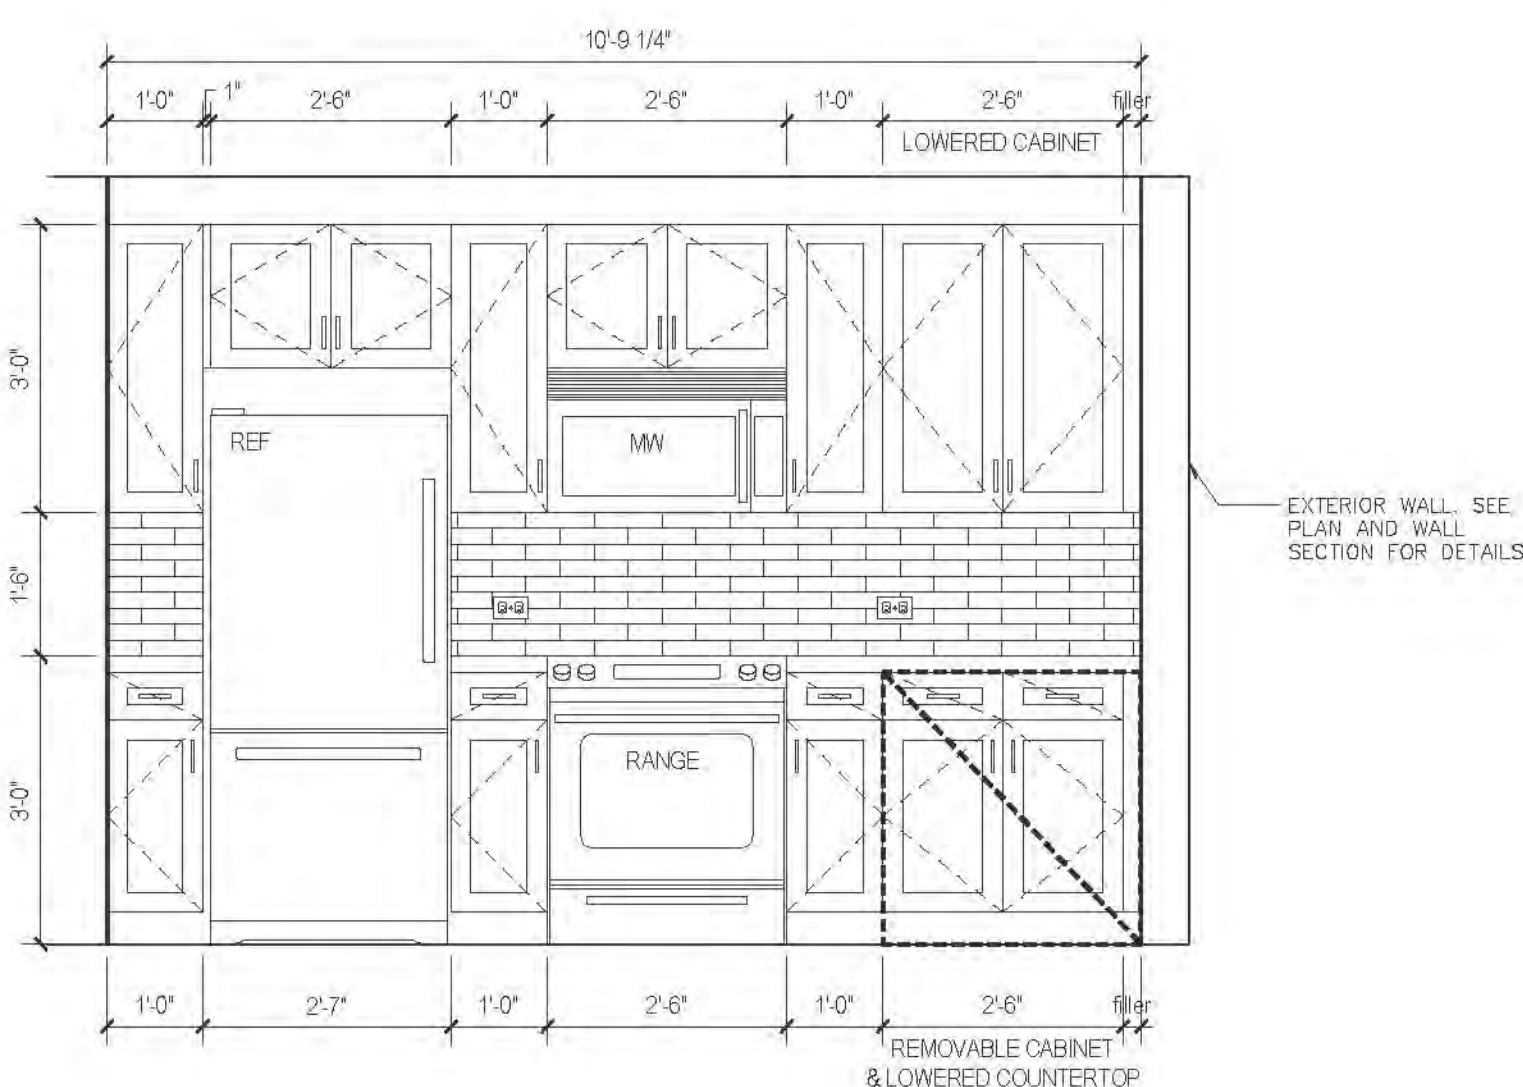 10'-9 1/4"
1'-0" 1" 2'-6" 1'-0" 2'-6" 1'-0" 2'-6" filler
LOWERED CABINET
3'-0"
REF
MW
EXTERIOR WALL. SEE
PLAN AND WALL
SECTION FOR DETAILS
1'-6"
RANGE
3'-0"
1'-0" 2'-7" 1'-0" 2'-6" 1'-0" 2'-6" filler
REMOVABLE CABINET
& LOWERED COUNTERTOP